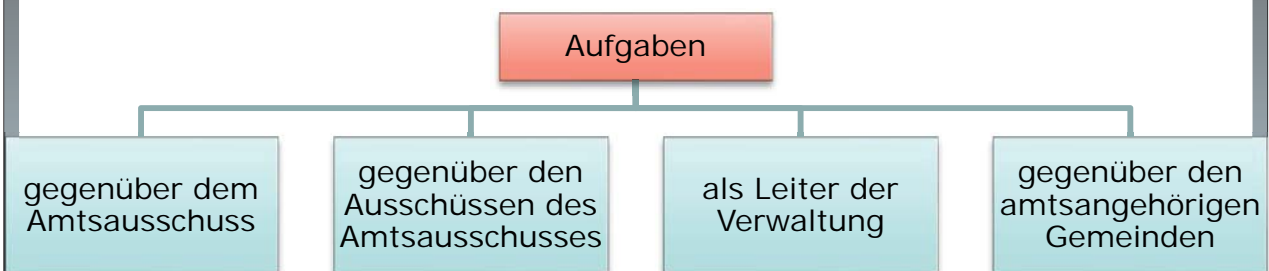 Aufgaben
gegenüber dem
Amtsausschuss
gegenüber den
Ausschüssen des
Amtsausschusses
als Leiter der
Verwaltung
gegenüber den
amtsangehörigen
Gemeinden